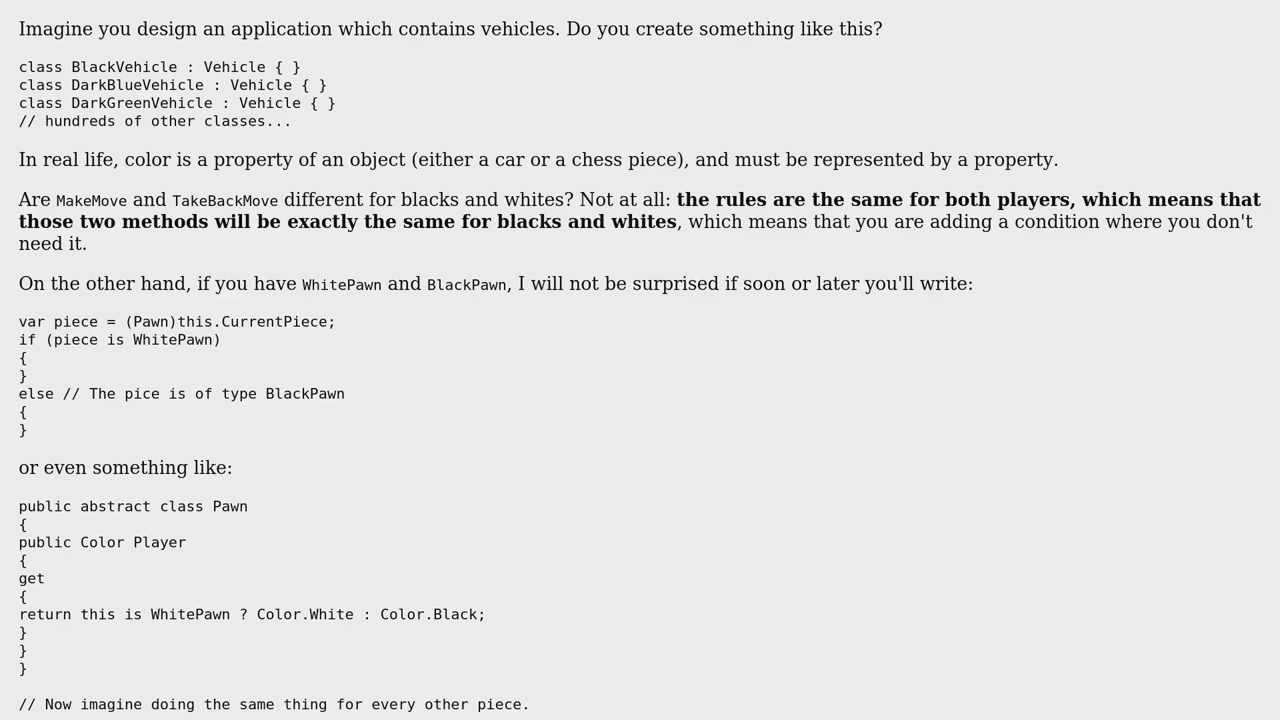 Imagine you design an application which contains vehicles. Do you create something like this?
class BlackVehicle : Vehicle { }
class DarkBlueVehicle : Vehicle { }
class DarkGreenVehicle : Vehicle { }
// hundreds of other classes...
In real life, color is a property of an object (either a car or a chess piece), and must be represented by a property.
Are MakeMove and TakeBackMove different for blacks and whites? Not at all: the rules are the same for both players, which means that
those two methods will be exactly the same for blacks and whites, which means that you are adding a condition where you don't
need it.
On the other hand, if you have WhitePawn and BlackPawn, I will not be surprised if soon or later you'll write:
var piece = (Pawn)this.CurrentPiece;
if (piece is WhitePawn)
{
}
else // The pice is of type BlackPawn
{
}
or even something like:
public abstract class Pawn
{
public Color Player
{
get
{
return this is WhitePawn ? Color.White : Color.Black;
}
}
}
// Now imagine doing the same thing for every other piece.